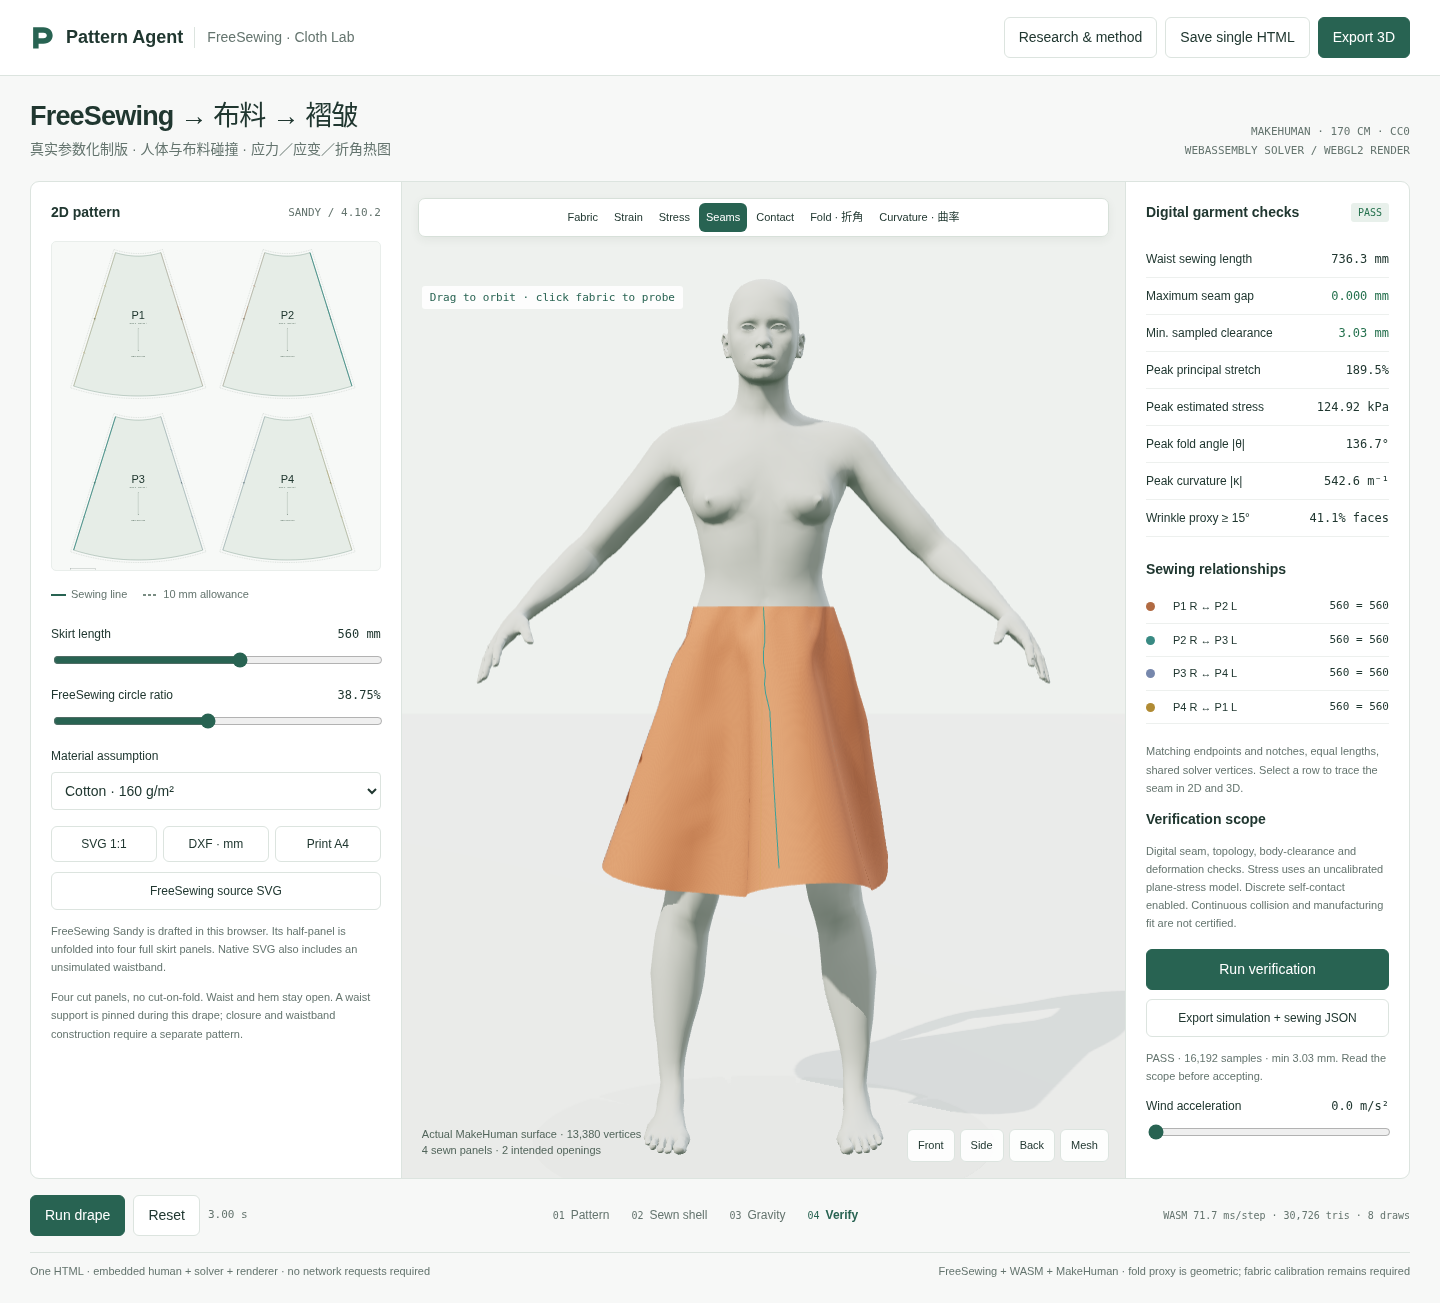 Pattern Agent
FreeSewing · Cloth Lab
Research & method
Save single HTML
Export 3D
FreeSewing → 布料 → 褶皱
真实参数化制版 · 人体与布料碰撞 · 应力／应变／折角热图
MAKEHUMAN · 170 CM · CC0
WEBASSEMBLY SOLVER / WEBGL2 RENDER
2D pattern
SANDY / 4.10.2
P1
P2
P3
P4
Sewing line
10 mm allowance
Skirt length
560 mm
FreeSewing circle ratio
38.75%
Material assumption
Cotton · 160 g/m²
SVG 1:1
DXF · mm
Print A4
FreeSewing source SVG
FreeSewing Sandy is drafted in this browser. Its half-panel is
unfolded into four full skirt panels. Native SVG also includes an
unsimulated waistband.
Four cut panels, no cut-on-fold. Waist and hem stay open. A waist
support is pinned during this drape; closure and waistband
construction require a separate pattern.
Fabric
Strain
Stress
Seams
Contact
Fold · 折角
Curvature · 曲率
Drag to orbit · click fabric to probe
Actual MakeHuman surface · 13,380 vertices
4 sewn panels · 2 intended openings
Front
Side
Back
Mesh
Digital garment checks
PASS
Waist sewing length
736.3 mm
Maximum seam gap
0.000 mm
Min. sampled clearance
3.03 mm
Peak principal stretch
189.5%
Peak estimated stress
124.92 kPa
Peak fold angle |θ|
136.7°
Peak curvature |κ|
542.6 m⁻¹
Wrinkle proxy ≥ 15°
41.1% faces
Sewing relationships
P1 R ↔ P2 L
560 = 560
P2 R ↔ P3 L
560 = 560
P3 R ↔ P4 L
560 = 560
P4 R ↔ P1 L
560 = 560
Matching endpoints and notches, equal lengths,
shared solver vertices. Select a row to trace the
seam in 2D and 3D.
Verification scope
Digital seam, topology, body-clearance and
deformation checks. Stress uses an uncalibrated
plane-stress model. Discrete self-contact
enabled. Continuous collision and manufacturing
fit are not certified.
Run verification
Export simulation + sewing JSON
PASS · 16,192 samples · min 3.03 mm. Read the
scope before accepting.
Wind acceleration
0.0 m/s²
Run drape
Reset
3.00 s
01 Pattern
02 Sewn shell
03 Gravity
04 Verify
WASM 71.7 ms/step · 30,726 tris · 8 draws
One HTML · embedded human + solver + renderer · no network requests required
FreeSewing + WASM + MakeHuman · fold proxy is geometric; fabric calibration remains required